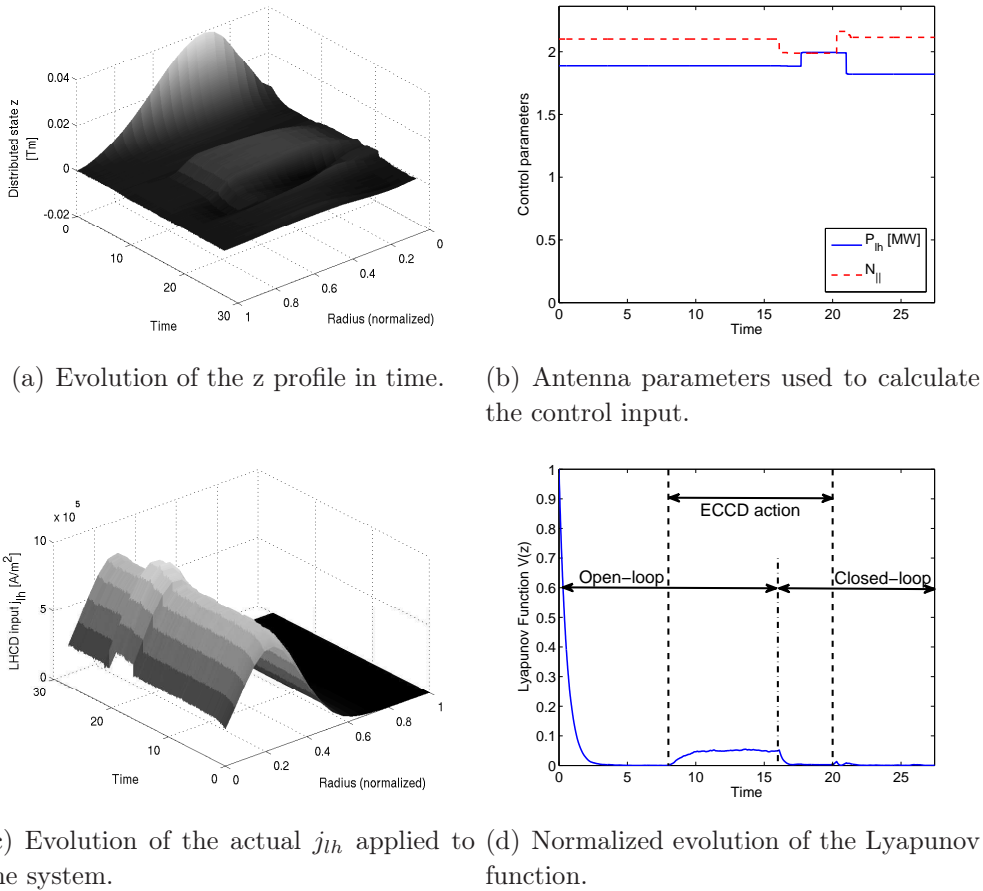 0.04
0.02
0
-0.02
Distributed state z
[Tm]
0
10
20
30
Time
1
0.8
0.6
0.4
0.2
0
Radius (normalized)
(a) Evolution of the z profile in time.
2
1.5
1
0.5
0
Control parameters
P_lh [MW]
N_||
0 5 10 15 20 25
Time
(b) Antenna parameters used to calculate
the control input.
x 10^5
10
5
0
LHCD input j_lh [A/m^2]
30
20
10
0
Time
0
0.2
0.4
0.6
0.8
1
Radius (normalized)
) Evolution of the actual j_lh applied to
ne system.
1
0.9
0.8
0.7
0.6
0.5
0.4
0.3
0.2
0.1
0
Lyapunov Function V(z)
ECCD action
Open−loop
Closed−loop
0 5 10 15 20 25
Time
(d) Normalized evolution of the Lyapunov
function.